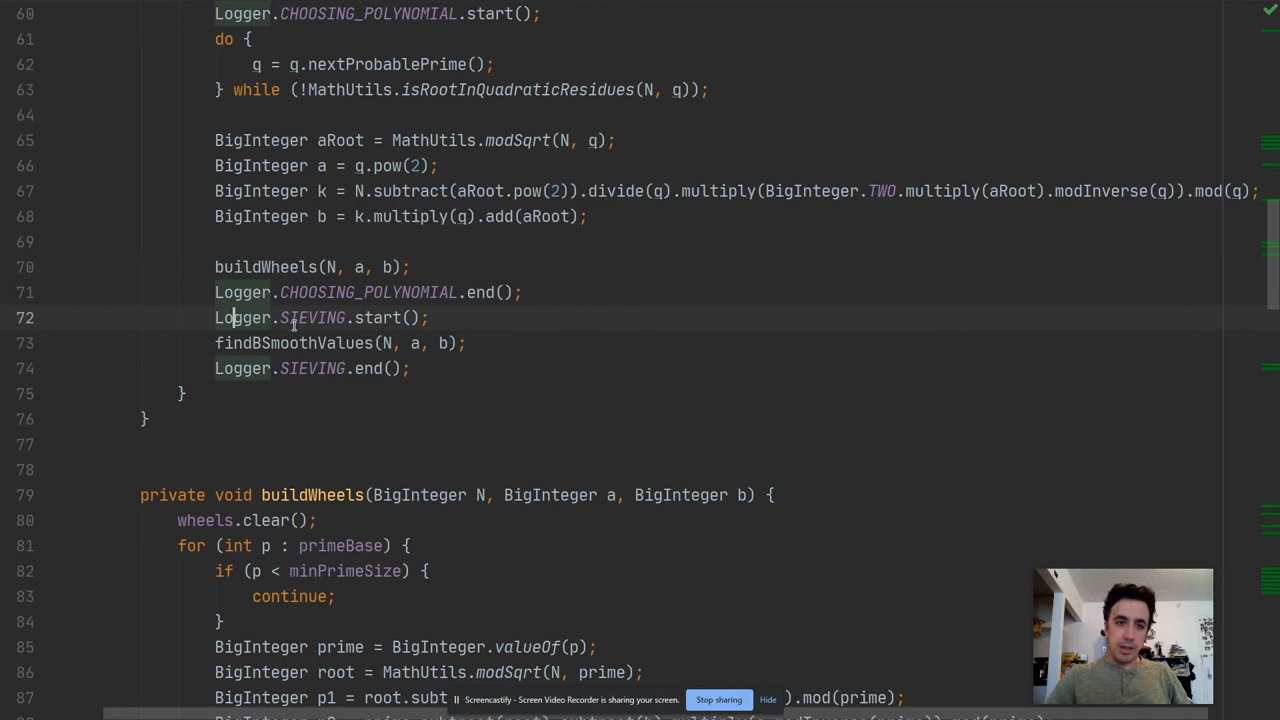 60 Logger.CHOOSING_POLYNOMIAL.start();
61 do {
62 q = q.nextProbablePrime();
63 } while (!MathUtils.isRootInQuadraticResidues(N, q));
64
65 BigInteger aRoot = MathUtils.modSqrt(N, q);
66 BigInteger a = q.pow(2);
67 BigInteger k = N.subtract(aRoot.pow(2)).divide(q).multiply(BigInteger.TWO.multiply(aRoot).modInverse(q)).mod(q);
68 BigInteger b = k.multiply(q).add(aRoot);
69
70 buildWheels(N, a, b);
71 Logger.CHOOSING_POLYNOMIAL.end();
72 Logger.SIEVING.start();
73 findBSmoothValues(N, a, b);
74 Logger.SIEVING.end();
75 }
76 }
77
78
79 private void buildWheels(BigInteger N, BigInteger a, BigInteger b) {
80 wheels.clear();
81 for (int p : primeBase) {
82 if (p < minPrimeSize) {
83 continue;
84 }
85 BigInteger prime = BigInteger.valueOf(p);
86 BigInteger root = MathUtils.modSqrt(N, prime);
87 BigInteger p1 = root.subt ).mod(prime);
Screencastify - Screen Video Recorder is sharing your screen. Stop sharing Hide